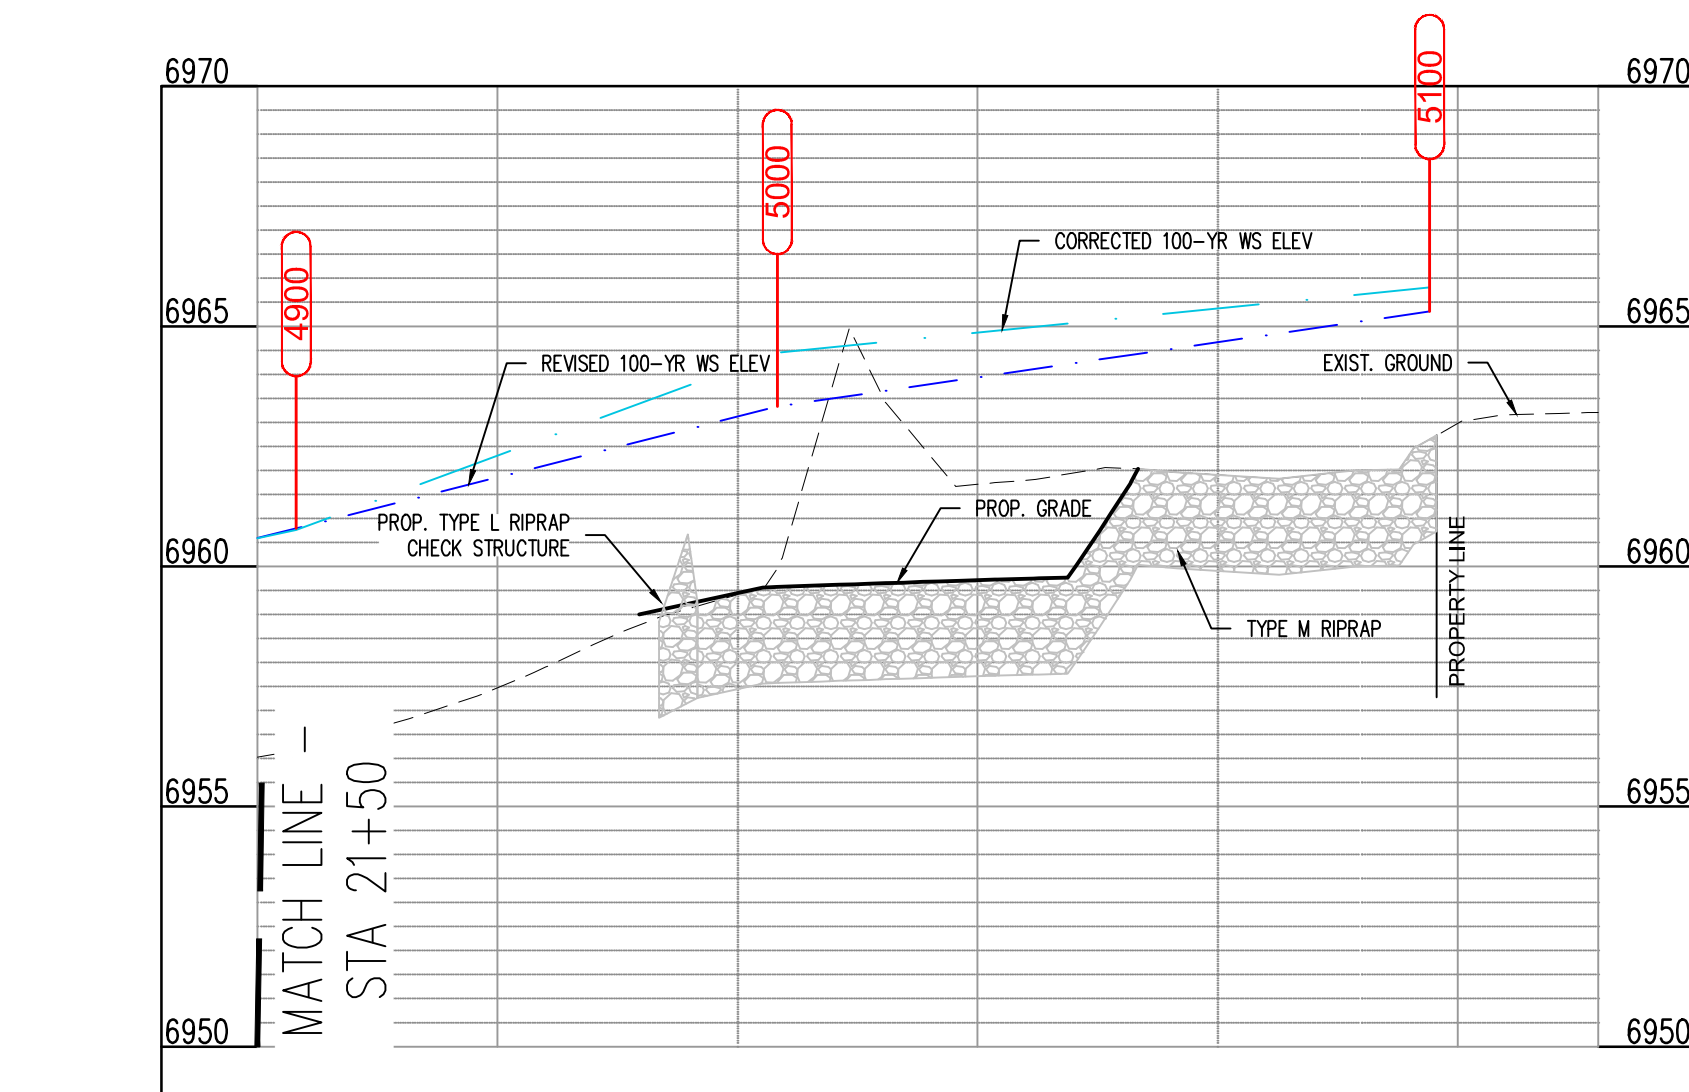 6970
6970
5100
5000
4900
CORRECTED 100-YR WS ELEV
6965
6965
REVISED 100-YR WS ELEV
EXIST. GROUND
PROP. TYPE L RIPRAP
CHECK STRUCTURE
PROP. GRADE
6960
6960
TYPE M RIPRAP
PROPERTY LINE
MATCH LINE -
STA 21+50
6955
6955
6950
6950